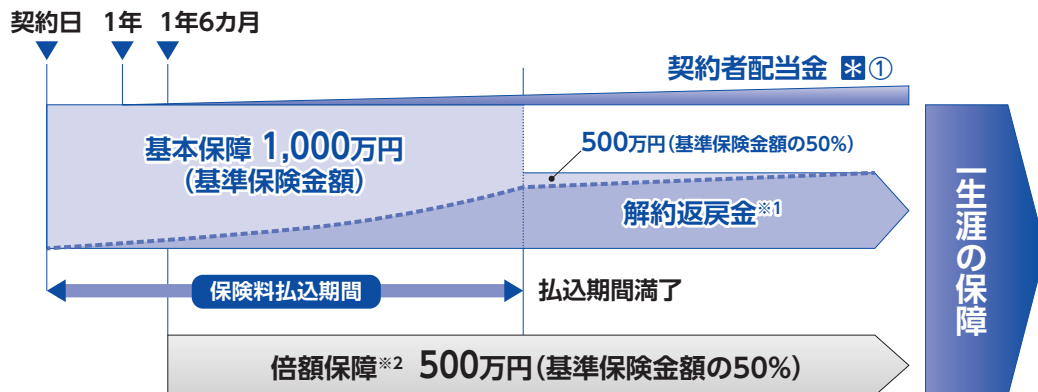 契約日 1年 1年6カ月
契約者配当金 *①
基本保障 1,000万円
(基準保険金額)
500万円(基準保険金額の50%)
解約返戻金※1
保険料払込期間
払込期間満了
倍額保障※2 500万円(基準保険金額の50%)
一生涯の保障